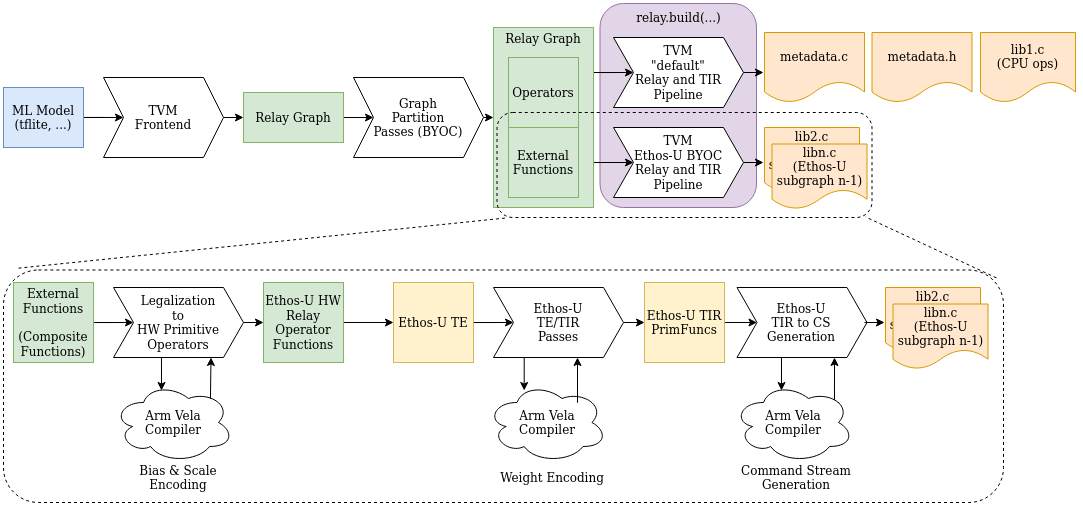 relay.build(...)
Relay Graph
ML Model
(tflite, ...)
TVM
Frontend
Relay Graph
Graph
Partition
Passes (BYOC)
Operators
External
Functions
TVM
"default"
Relay and TIR
Pipeline
TVM
Ethos-U BYOC
Relay and TIR
Pipeline
metadata.c
metadata.h
lib1.c
(CPU ops)
lib2.c
libn.c
(Ethos-U
subgraph n-1)
External
Functions
(Composite
Functions)
Legalization
to
HW Primitive
Operators
Ethos-U HW
Relay
Operator
Functions
Ethos-U TE
Ethos-U
TE/TIR
Passes
Ethos-U TIR
PrimFuncs
Ethos-U
TIR to CS
Generation
lib2.c
libn.c
(Ethos-U
subgraph n-1)
Arm Vela
Compiler
Arm Vela
Compiler
Arm Vela
Compiler
Bias & Scale
Encoding
Weight Encoding
Command Stream
Generation